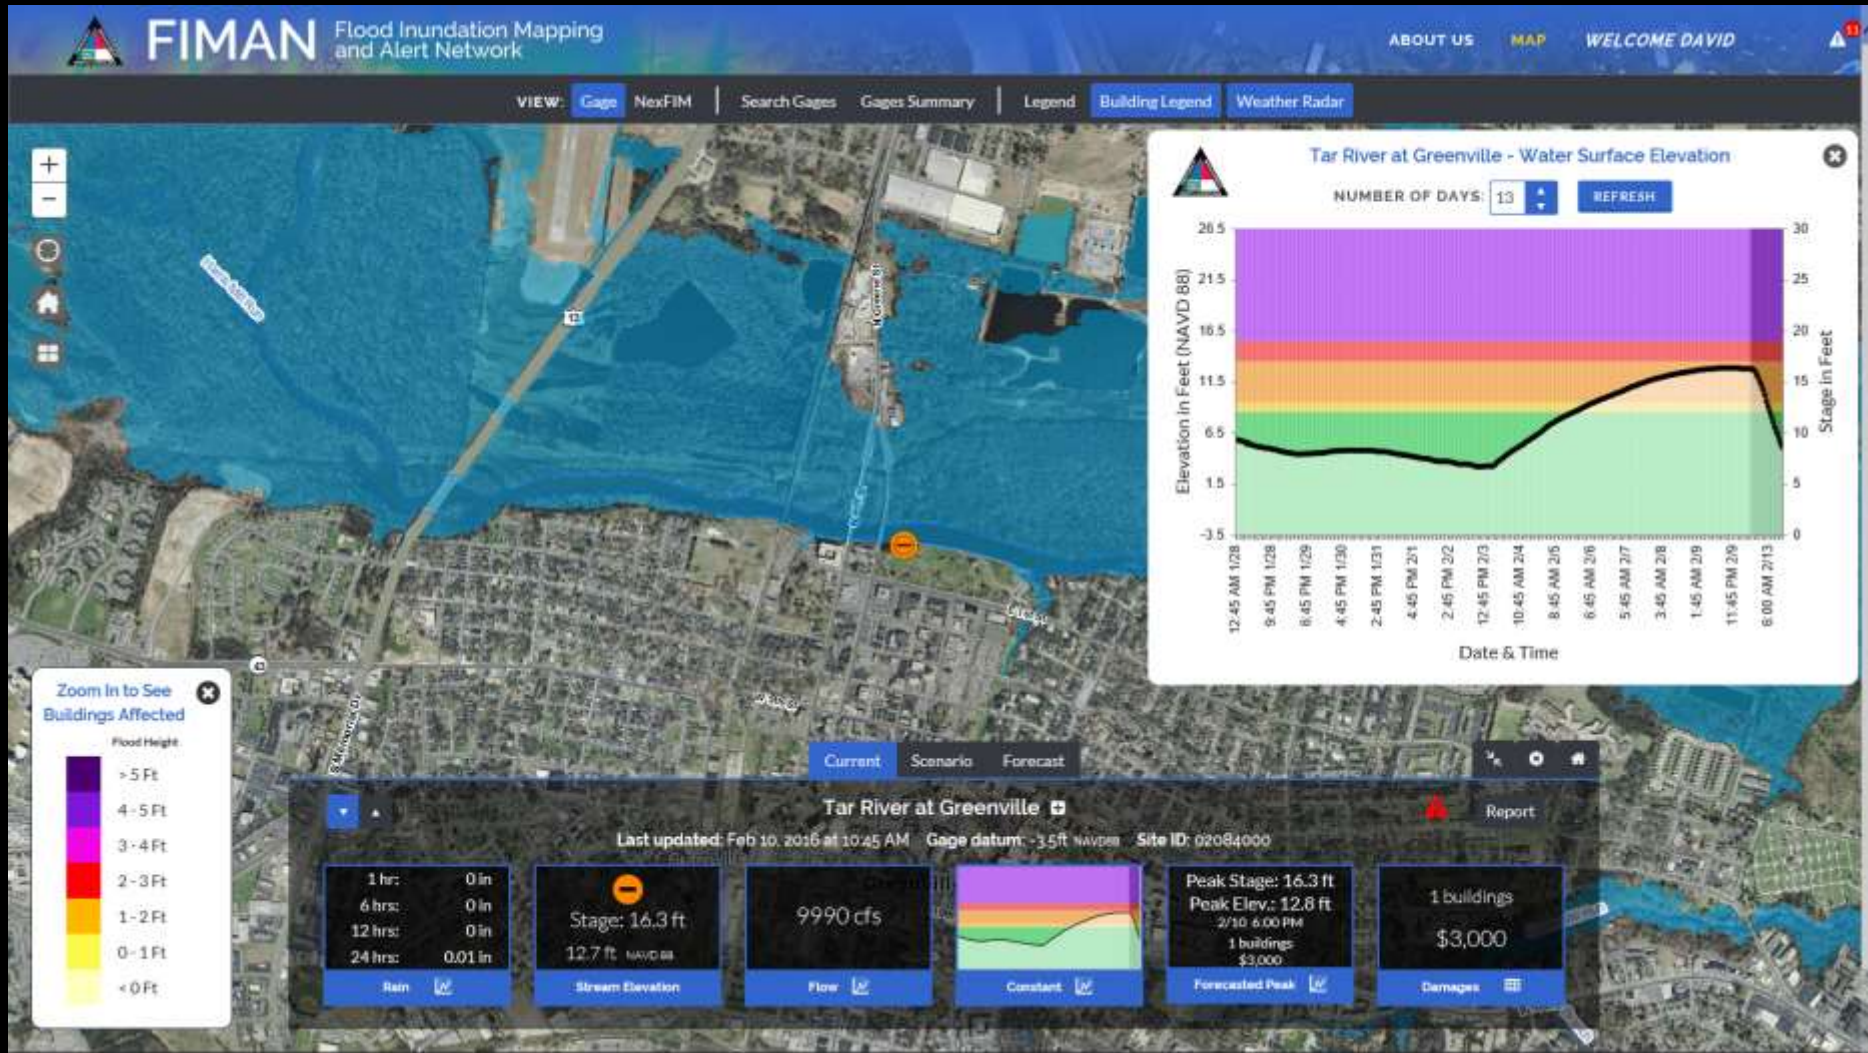 FIMAN
Flood Inundation Mapping
and Alert Network
ABOUT US
MAP
WELCOME DAVID
VIEW:
Gage
NexFIM
Search Gages
Gages Summary
Legend
Building Legend
Weather Radar
+
−
13
N Greene St
43
Tar River at Greenville - Water Surface Elevation
NUMBER OF DAYS:
13
REFRESH
Elevation in Feet (NAVD 88)
26.5
21.5
16.5
11.5
6.5
1.5
-3.5
30
25
20
15
10
5
0
Stage in Feet
12:45 AM 1/28
9:45 PM 1/28
6:45 PM 1/29
4:45 PM 1/30
2:45 PM 1/31
4:45 PM 2/1
2:45 PM 2/2
12:45 PM 2/3
10:45 AM 2/4
8:45 AM 2/5
6:45 AM 2/6
5:45 AM 2/7
3:45 AM 2/8
1:45 AM 2/9
11:45 PM 2/9
6:00 AM 2/13
Date & Time
Zoom In to See
Buildings Affected
Flood Height
> 5 Ft
4 - 5 Ft
3 - 4 Ft
2 - 3 Ft
1 - 2 Ft
0 - 1 Ft
< 0 Ft
Current
Scenario
Forecast
Tar River at Greenville
Report
Last updated: Feb 10, 2016 at 10:45 AM Gage datum: -3.5ft NAVD88 Site ID: 02084000
1 hr: 0 in
6 hrs: 0 in
12 hrs: 0 in
24 hrs: 0.01 in
Rain
Stage: 16.3 ft
12.7 ft NAVD 88
Stream Elevation
9990 cfs
Flow
Constant
Peak Stage: 16.3 ft
Peak Elev.: 12.8 ft
2/10 6:00 PM
1 buildings
$3,000
Forecasted Peak
1 buildings
$3,000
Damages